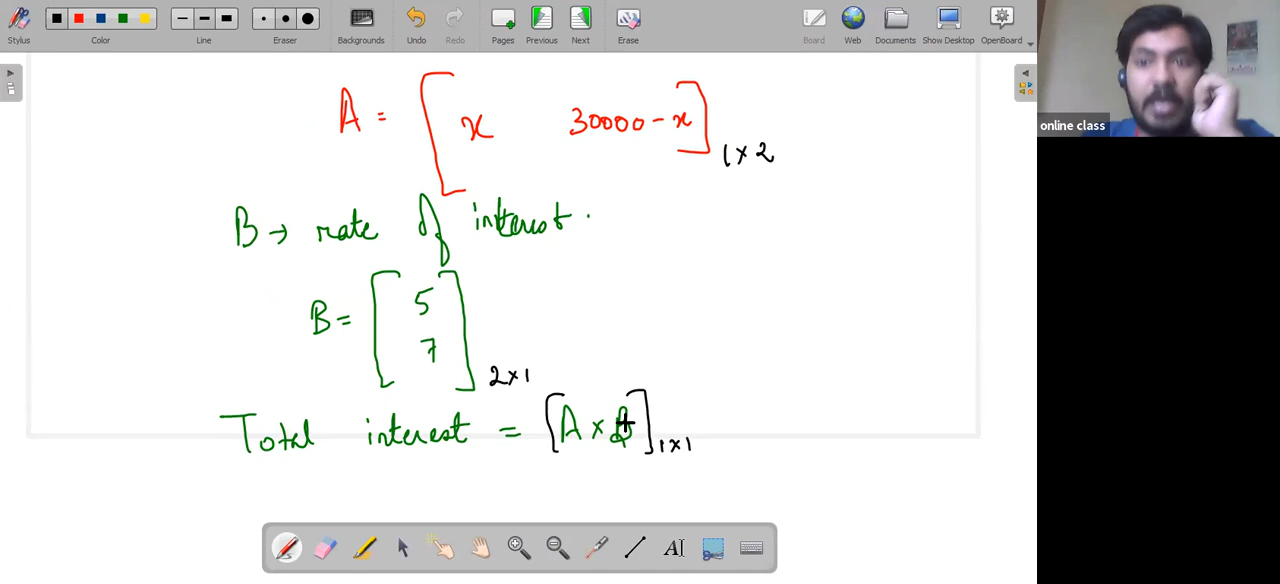 Stylus Color Line Eraser Backgrounds Undo Redo Pages Previous Next Erase Board Web Documents Show Desktop OpenBoard
A = [ x 30000 - x ] 1 × 2
online class
B → rate of interest.
B = [ 5
7 ] 2×1
Total interest = [A × B] 1×1